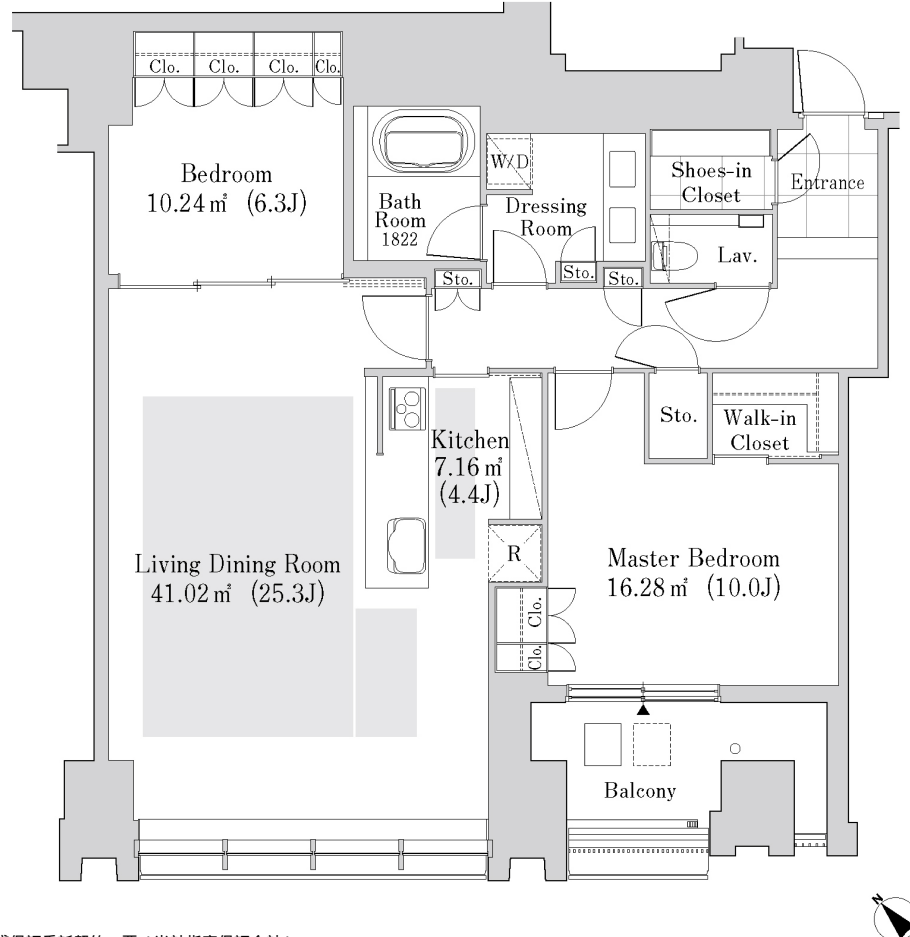 Clo.
Clo.
Clo.
Clo.
Bedroom
10.24㎡ (6.3J)
Bath
Room
1822
W/D
Dressing
Room
Shoes-in
Closet
Entrance
Lav.
Sto.
Sto.
Sto.
Kitchen
7.16㎡
(4.4J)
Sto.
Walk-in
Closet
R
Living Dining Room
41.02㎡ (25.3J)
Master Bedroom
16.28㎡ (10.0J)
Clo.
Clo.
Balcony
N